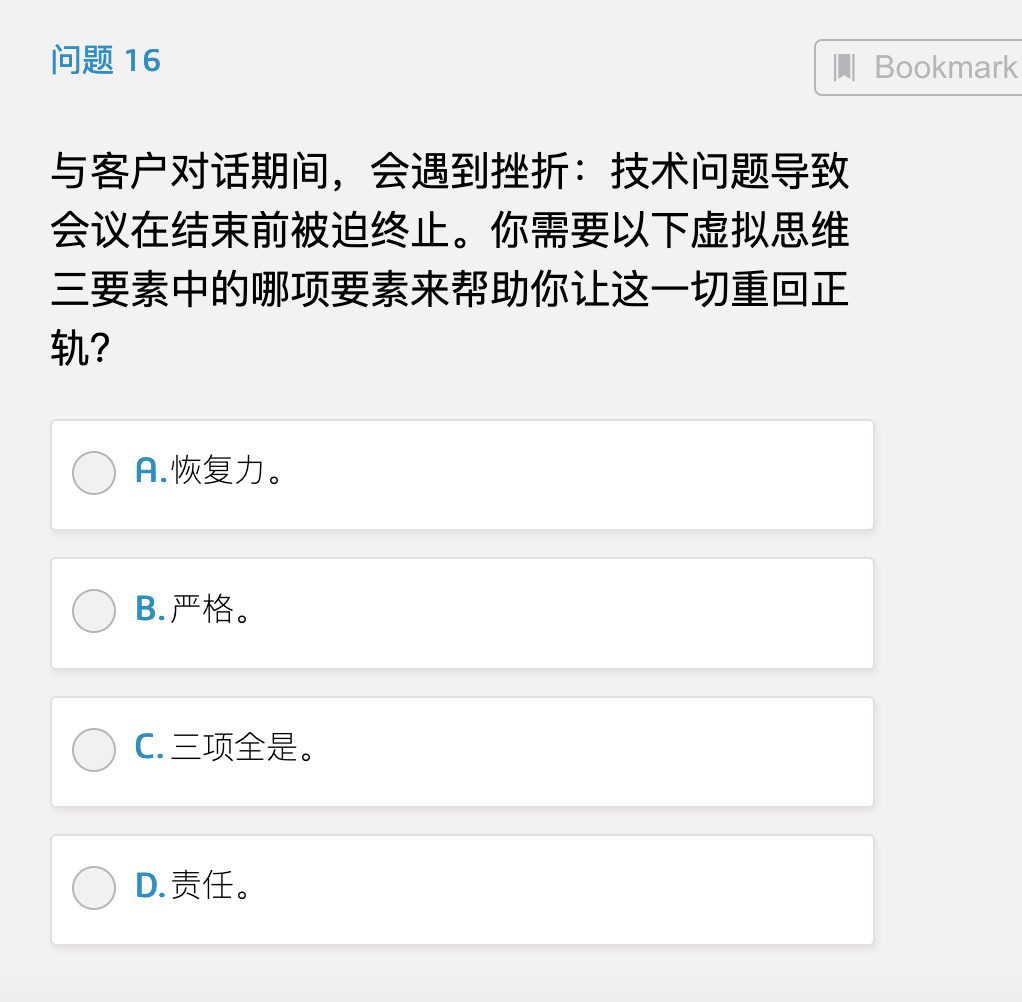 问题 16
Bookmark
与客户对话期间，会遇到挫折：技术问题导致
会议在结束前被迫终止。你需要以下虚拟思维
三要素中的哪项要素来帮助你让这一切重回正
轨？
A.恢复力。
B.严格。
C.三项全是。
D.责任。